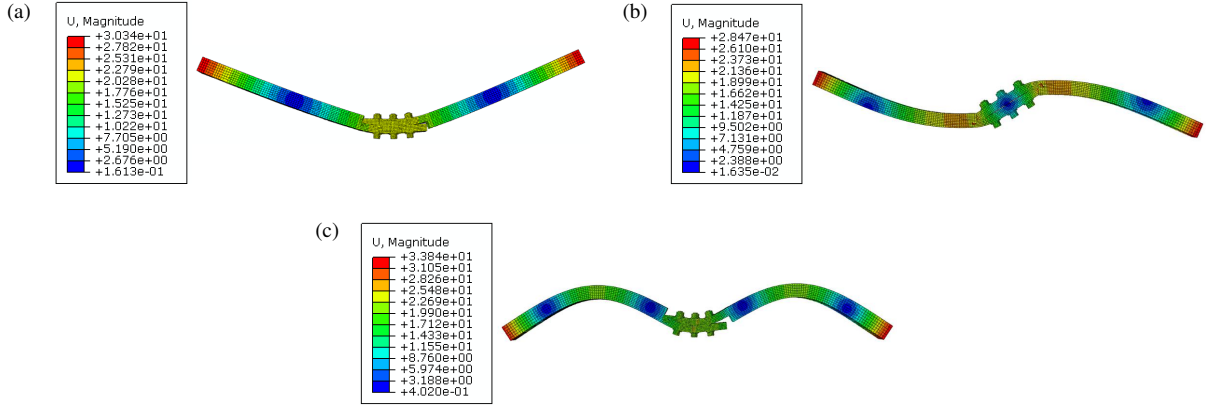 (a)
U, Magnitude
+3.034e+01
+2.782e+01
+2.531e+01
+2.279e+01
+2.028e+01
+1.776e+01
+1.525e+01
+1.273e+01
+1.022e+01
+7.705e+00
+5.190e+00
+2.676e+00
+1.613e-01
(b)
U, Magnitude
+2.847e+01
+2.610e+01
+2.373e+01
+2.136e+01
+1.899e+01
+1.662e+01
+1.425e+01
+1.187e+01
+9.502e+00
+7.131e+00
+4.759e+00
+2.388e+00
+1.635e-02
(c)
U, Magnitude
+3.384e+01
+3.105e+01
+2.826e+01
+2.548e+01
+2.269e+01
+1.990e+01
+1.712e+01
+1.433e+01
+1.155e+01
+8.760e+00
+5.974e+00
+3.188e+00
+4.020e-01